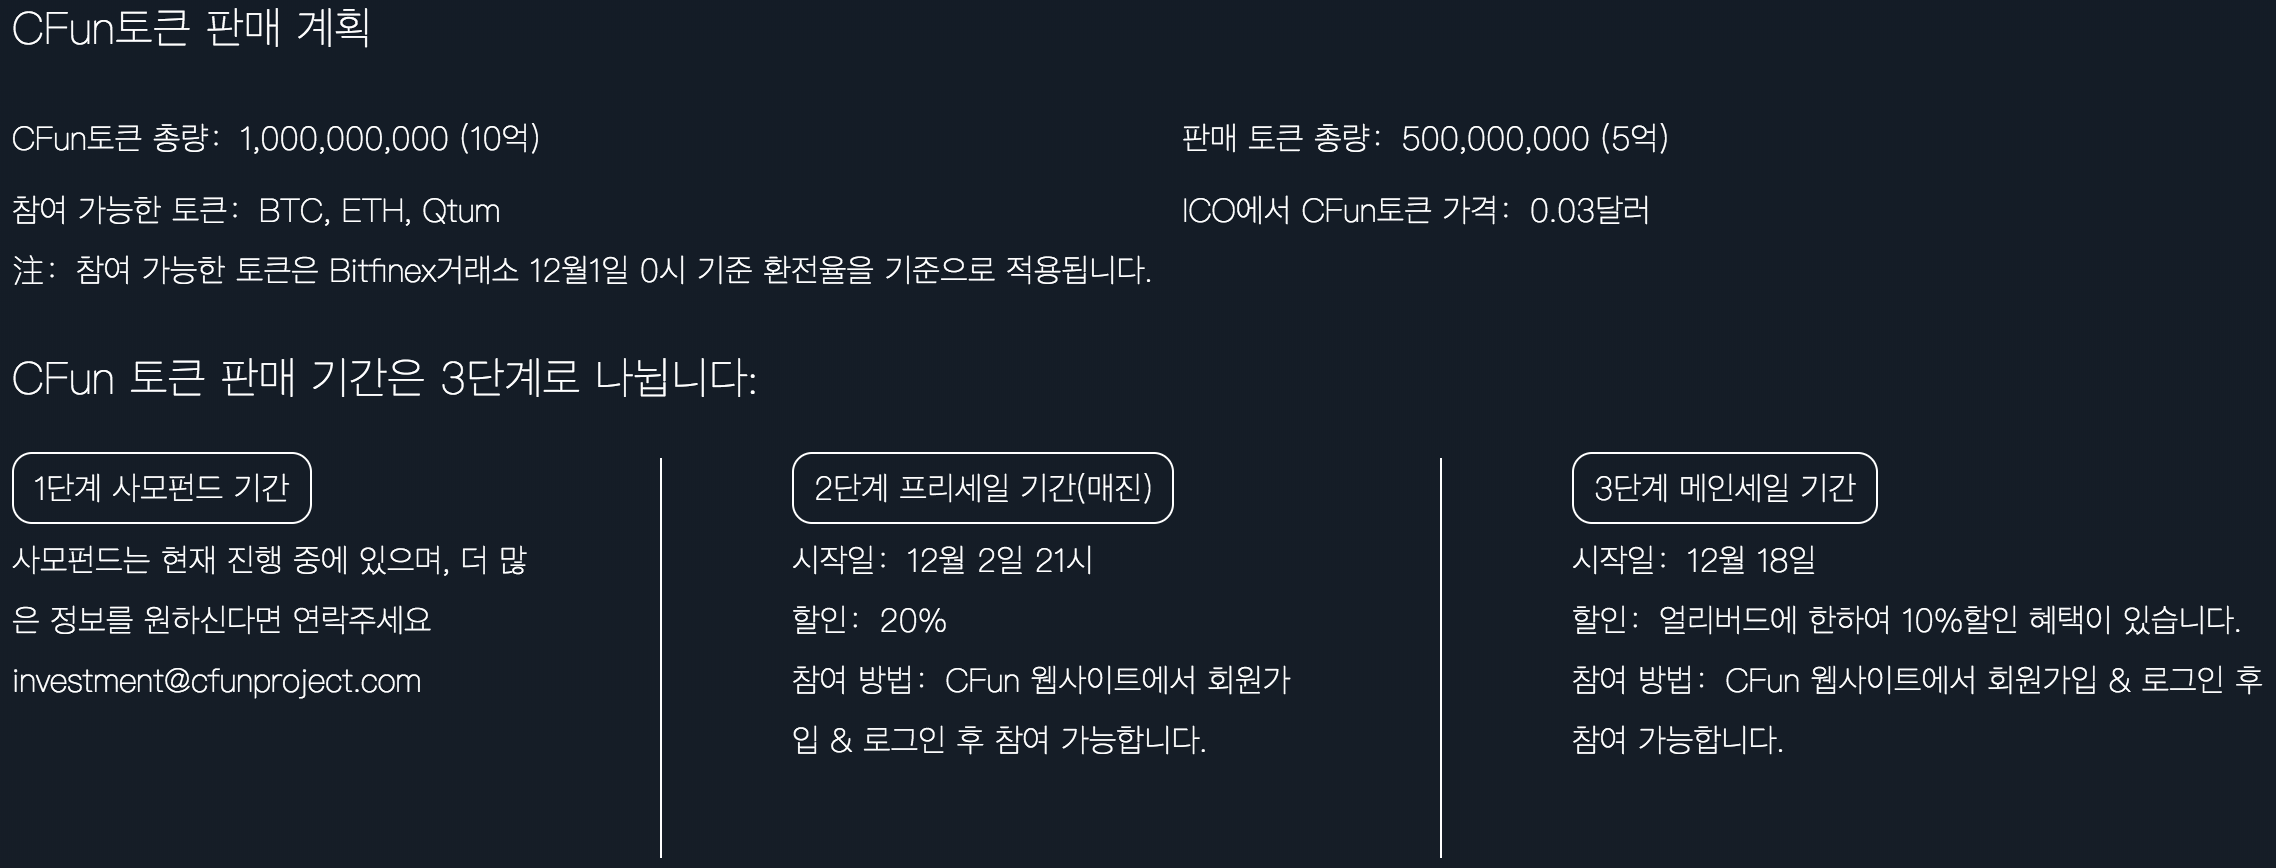 CFun토큰 판매 계획
CFun토큰 총량: 1,000,000,000 (10억)
판매 토큰 총량: 500,000,000 (5억)
참여 가능한 토큰: BTC, ETH, Qtum
ICO에서 CFun토큰 가격: 0.03달러
注: 참여 가능한 토큰은 Bitfinex거래소 12월1일 0시 기준 환전율을 기준으로 적용됩니다.
CFun 토큰 판매 기간은 3단계로 나뉩니다:
1단계 사모펀드 기간
사모펀드는 현재 진행 중에 있으며, 더 많
은 정보를 원하신다면 연락주세요
investment@cfunproject.com
2단계 프리세일 기간(매진)
시작일: 12월 2일 21시
할인: 20%
참여 방법: CFun 웹사이트에서 회원가
입 & 로그인 후 참여 가능합니다.
3단계 메인세일 기간
시작일: 12월 18일
할인: 얼리버드에 한하여 10%할인 혜택이 있습니다.
참여 방법: CFun 웹사이트에서 회원가입 & 로그인 후
참여 가능합니다.